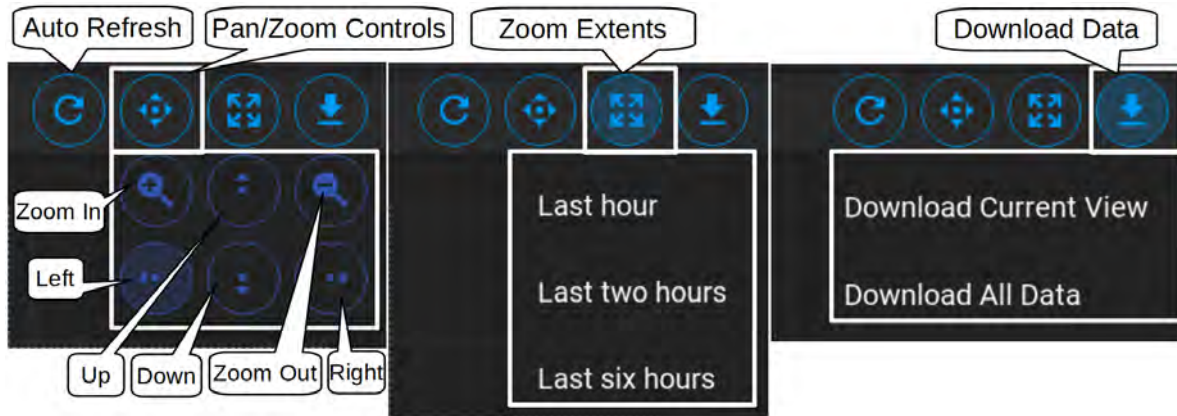 Auto Refresh
Pan/Zoom Controls
Zoom Extents
Download Data
Zoom In
Left
Up
Down
Zoom Out
Right
Last hour
Last two hours
Last six hours
Download Current View
Download All Data